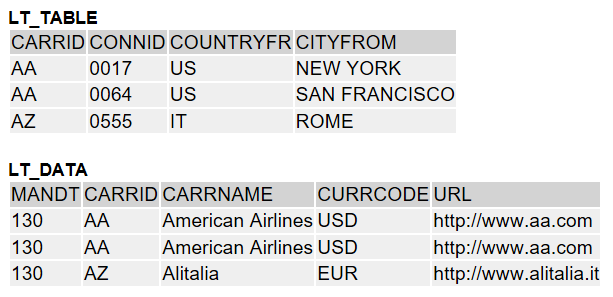 LT_TABLE
CARRID CONNID COUNTRYFR CITYFROM
AA 0017 US NEW YORK
AA 0064 US SAN FRANCISCO
AZ 0555 IT ROME
LT_DATA
MANDT CARRID CARRNAME CURRCODE URL
130 AA American Airlines USD http://www.aa.com
130 AA American Airlines USD http://www.aa.com
130 AZ Alitalia EUR http://www.alitalia.it